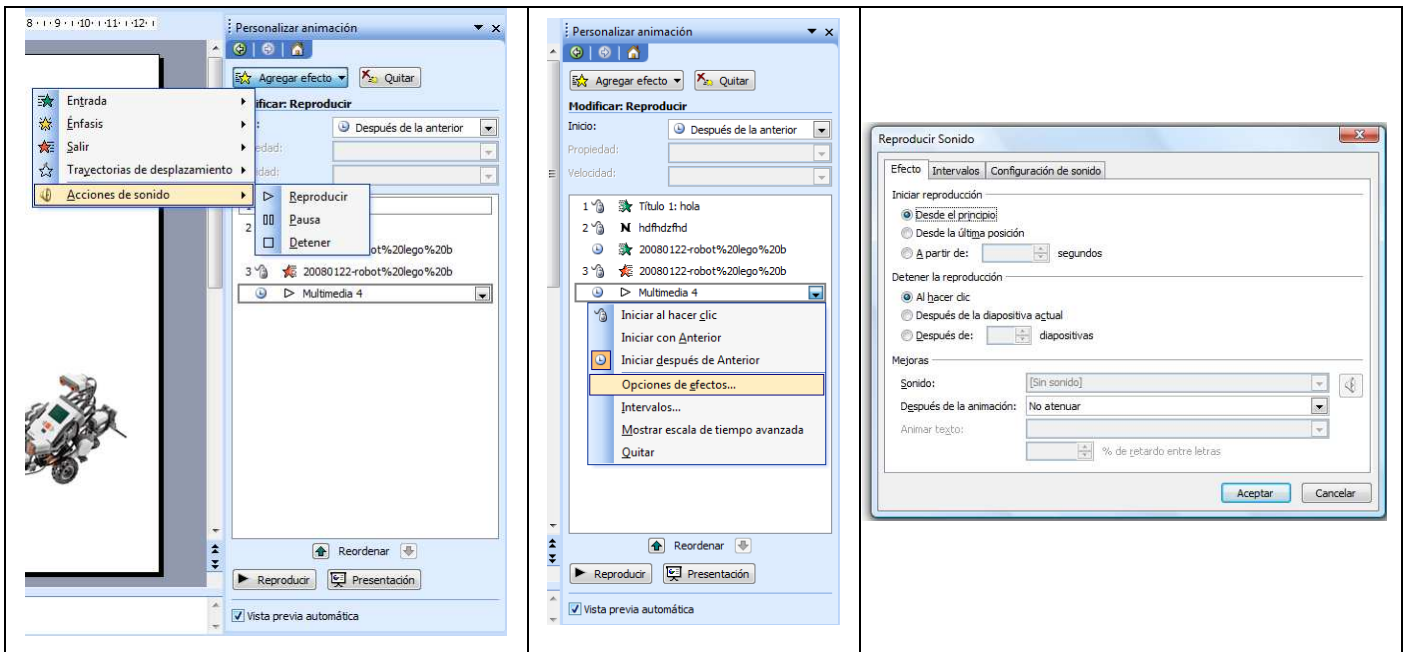 8 · ı · 9 · ı ·10· ı ·11· ı ·12· ı
Personalizar animación
Agregar efecto
Quitar
ificar: Reproducir
Entrada
Énfasis
Salir
Trayectorias de desplazamiento
Acciones de sonido
:
Después de la anterior
edad:
idad:
Reproducir
Pausa
Detener
1
2
ot%20lego%20b
3 20080122-robot%20lego%20b
Multimedia 4
Reordenar
Reproducir
Presentación
Vista previa automática
Personalizar animación
Agregar efecto
Quitar
Modificar: Reproducir
Inicio:
Después de la anterior
Propiedad:
Velocidad:
1 Título 1: hola
2 hdfhdzfhd
20080122-robot%20lego%20b
3 20080122-robot%20lego%20b
Multimedia 4
Iniciar al hacer clic
Iniciar con Anterior
Iniciar después de Anterior
Opciones de efectos...
Intervalos...
Mostrar escala de tiempo avanzada
Quitar
Reordenar
Reproducir
Presentación
Vista previa automática
Reproducir Sonido
Efecto Intervalos Configuración de sonido
Iniciar reproducción
Desde el principio
Desde la última posición
A partir de: segundos
Detener la reproducción
Al hacer clic
Después de la diapositiva actual
Después de: diapositivas
Mejoras
Sonido: [Sin sonido]
Después de la animación: No atenuar
Animar texto:
% de retardo entre letras
Aceptar Cancelar